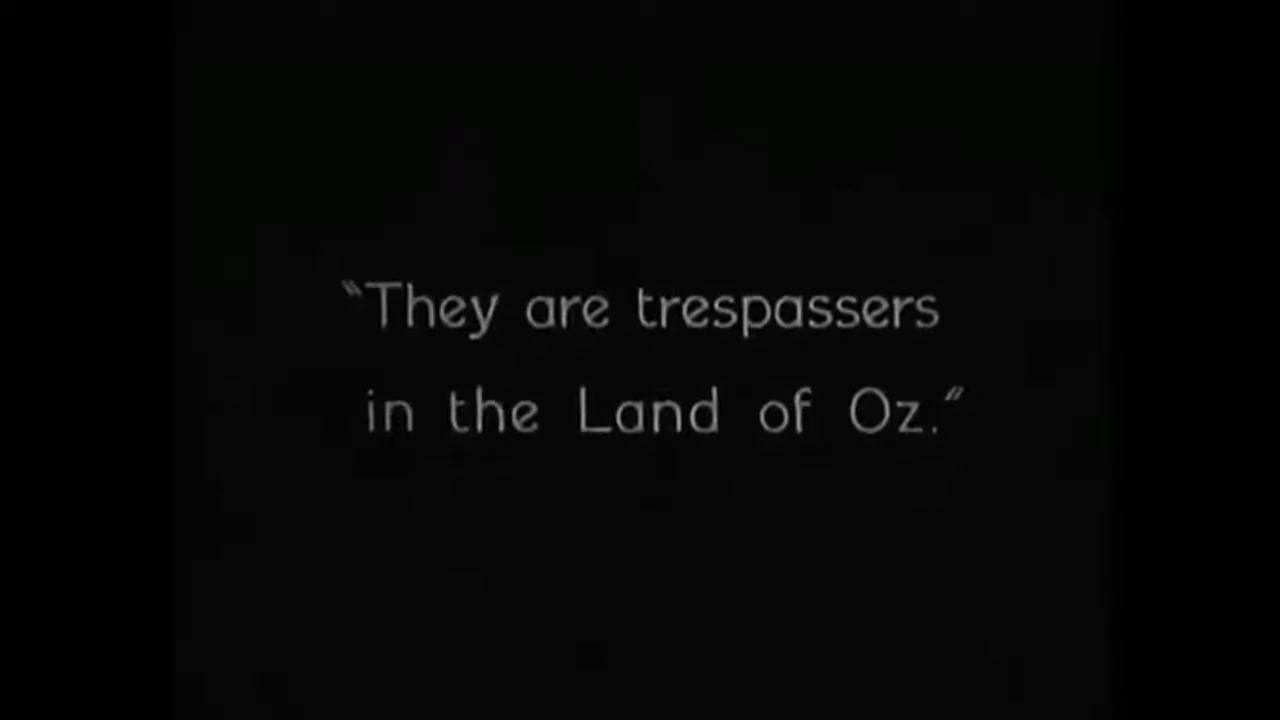 "They are trespassers
in the Land of Oz."